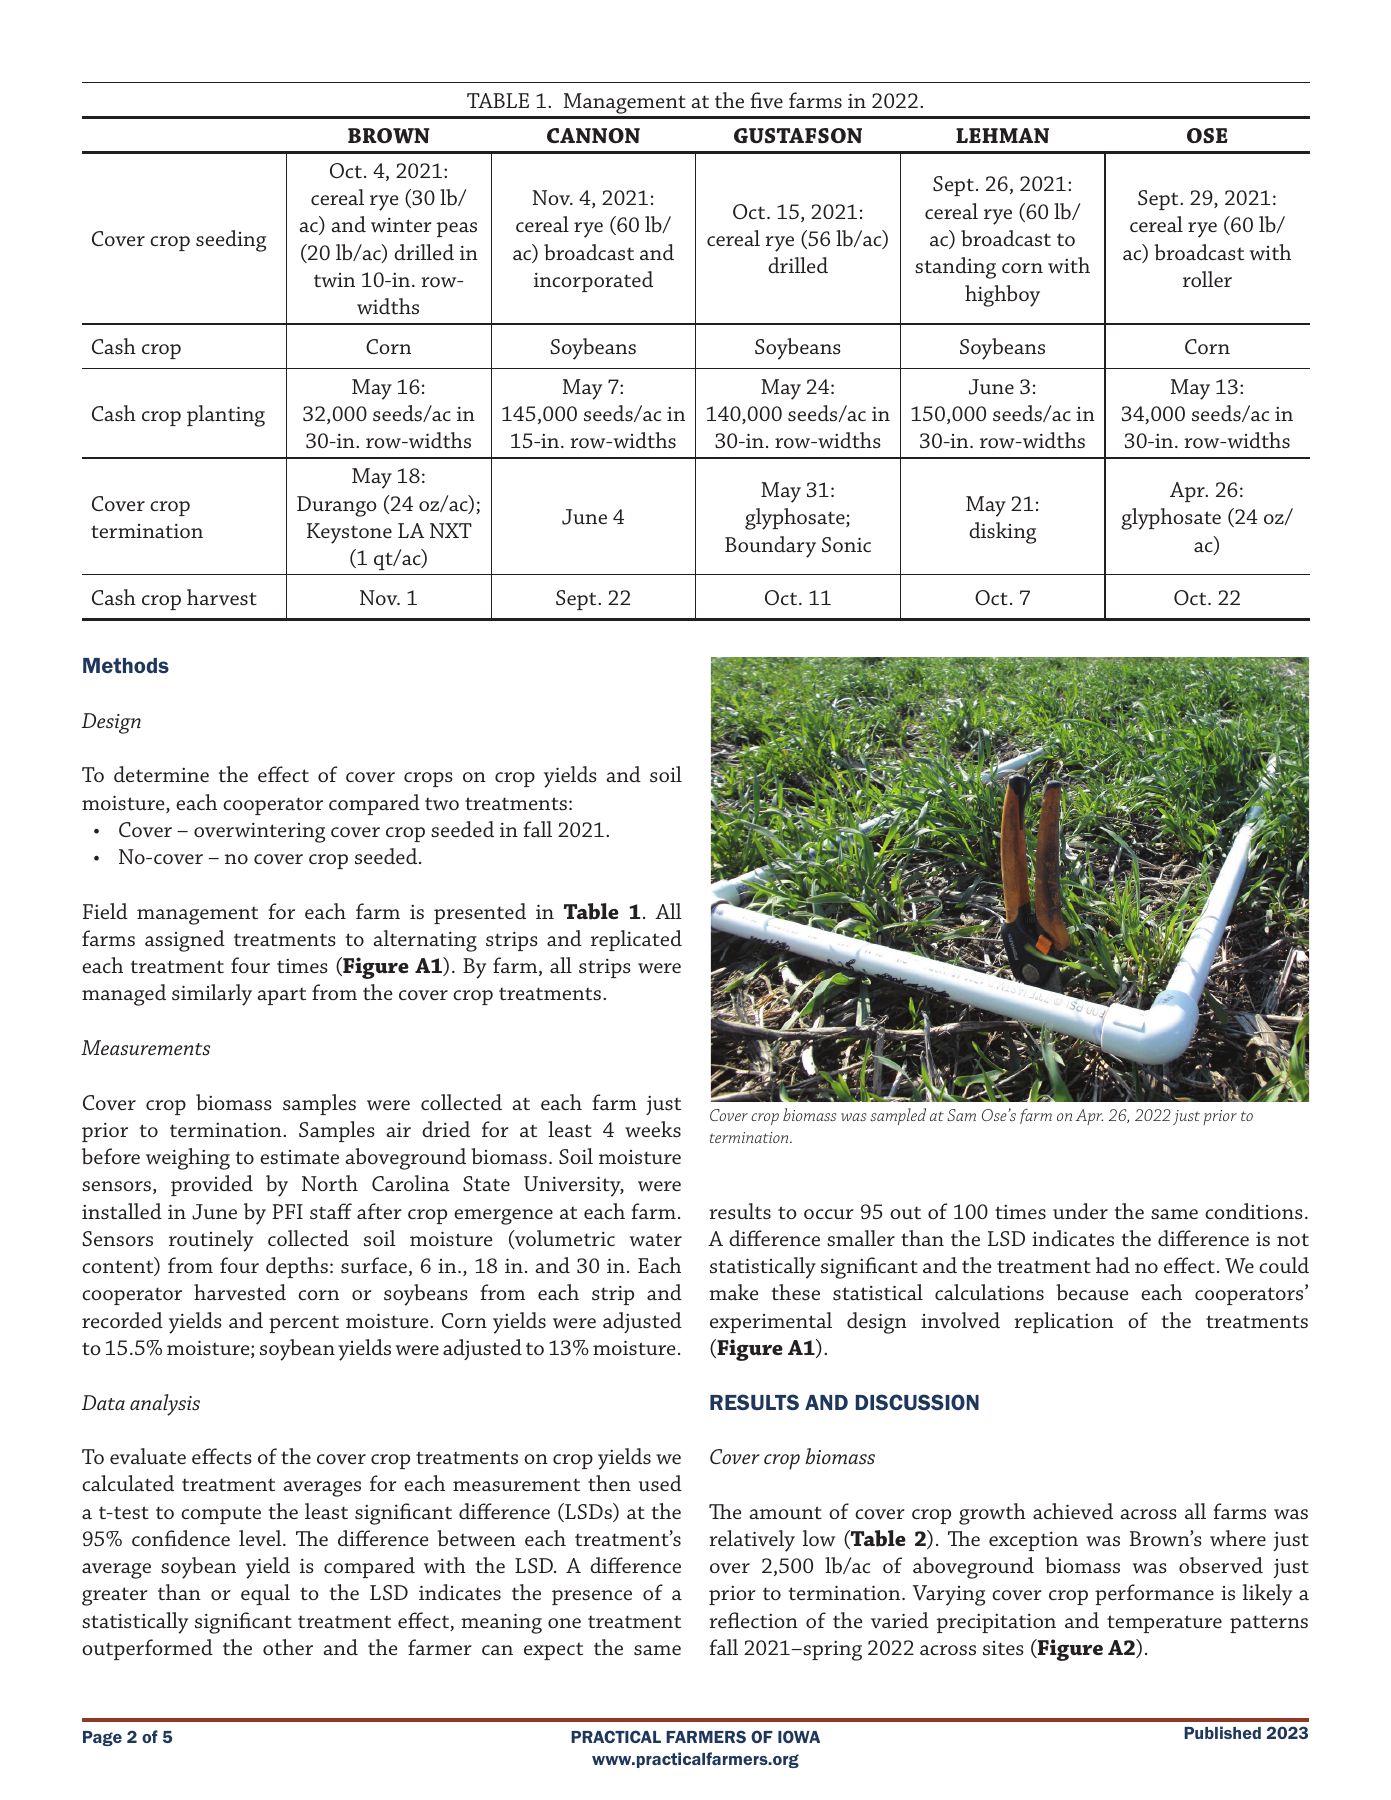 TABLE 1.  Management at the five farms in 2022.
BROWN CANNON GUSTAFSON LEHMAN OSE
Cover crop seeding
Oct. 4, 2021:
cereal rye (30 lb/
ac) and winter peas
(20 lb/ac) drilled in
twin 10-in. row-
widths
Nov. 4, 2021:
cereal rye (60 lb/
ac) broadcast and
incorporated
Oct. 15, 2021:
cereal rye (56 lb/ac)
drilled
Sept. 26, 2021:
cereal rye (60 lb/
ac) broadcast to
standing corn with
highboy
Sept. 29, 2021:
cereal rye (60 lb/
ac) broadcast with
roller
Cash crop
Corn
Soybeans
Soybeans
Soybeans
Corn
Cash crop planting
May 16:
32,000 seeds/ac in
30-in. row-widths
May 7:
145,000 seeds/ac in
15-in. row-widths
May 24:
140,000 seeds/ac in
30-in. row-widths
June 3:
150,000 seeds/ac in
30-in. row-widths
May 13:
34,000 seeds/ac in
30-in. row-widths
Cover crop
termination
May 18:
Durango (24 oz/ac);
Keystone LA NXT
(1 qt/ac)
June 4
May 31:
glyphosate;
Boundary Sonic
May 21:
disking
Apr. 26:
glyphosate (24 oz/
ac)
Cash crop harvest
Nov. 1
Sept. 22
Oct. 11
Oct. 7
Oct. 22
Methods
Design
To determine the effect of cover crops on crop yields and soil
moisture, each cooperator compared two treatments:
• Cover – overwintering cover crop seeded in fall 2021.
• No-cover – no cover crop seeded.
Field management for each farm is presented in Table 1. All
farms assigned treatments to alternating strips and replicated
each treatment four times (Figure A1). By farm, all strips were
managed similarly apart from the cover crop treatments.
Measurements
Cover crop biomass samples were collected at each farm just
prior to termination. Samples air dried for at least 4 weeks
before weighing to estimate aboveground biomass. Soil moisture
sensors, provided by North Carolina State University, were
installed in June by PFI staff after crop emergence at each farm.
Sensors routinely collected soil moisture (volumetric water
content) from four depths: surface, 6 in., 18 in. and 30 in. Each
cooperator harvested corn or soybeans from each strip and
recorded yields and percent moisture. Corn yields were adjusted
to 15.5% moisture; soybean yields were adjusted to 13% moisture.
Data analysis
To evaluate effects of the cover crop treatments on crop yields we
calculated treatment averages for each measurement then used
a t-test to compute the least significant difference (LSDs) at the
95% confidence level. The difference between each treatment’s
average soybean yield is compared with the LSD. A difference
greater than or equal to the LSD indicates the presence of a
statistically significant treatment effect, meaning one treatment
outperformed the other and the farmer can expect the same
Cover crop biomass was sampled at Sam Ose’s farm on Apr. 26, 2022 just prior to
termination.
results to occur 95 out of 100 times under the same conditions.
A difference smaller than the LSD indicates the difference is not
statistically significant and the treatment had no effect. We could
make these statistical calculations because each cooperators’
experimental design involved replication of the treatments
(Figure A1).
RESULTS AND DISCUSSION
Cover crop biomass
The amount of cover crop growth achieved across all farms was
relatively low (Table 2). The exception was Brown’s where just
over 2,500 lb/ac of aboveground biomass was observed just
prior to termination. Varying cover crop performance is likely a
reflection of the varied precipitation and temperature patterns
fall 2021–spring 2022 across sites (Figure A2).
Page 2 of 5
PRACTICAL FARMERS OF IOWA
www.practicalfarmers.org
Published 2023